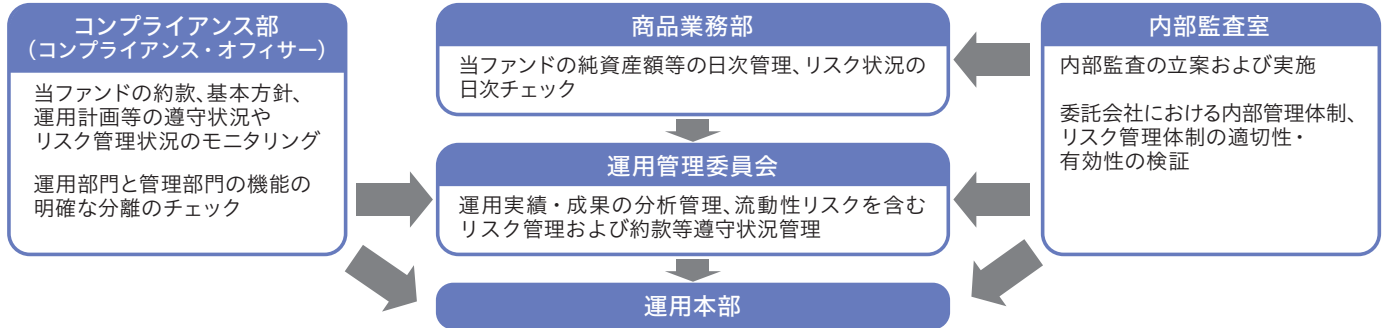 コンプライアンス部
（コンプライアンス・オフィサー）
当ファンドの約款、基本方針、
運用計画等の遵守状況や
リスク管理状況のモニタリング
運用部門と管理部門の機能の
明確な分離のチェック
商品業務部
当ファンドの純資産額等の日次管理、リスク状況の
日次チェック
運用管理委員会
運用実績・成果の分析管理、流動性リスクを含む
リスク管理および約款等遵守状況管理
運用本部
内部監査室
内部監査の立案および実施
委託会社における内部管理体制、
リスク管理体制の適切性・
有効性の検証